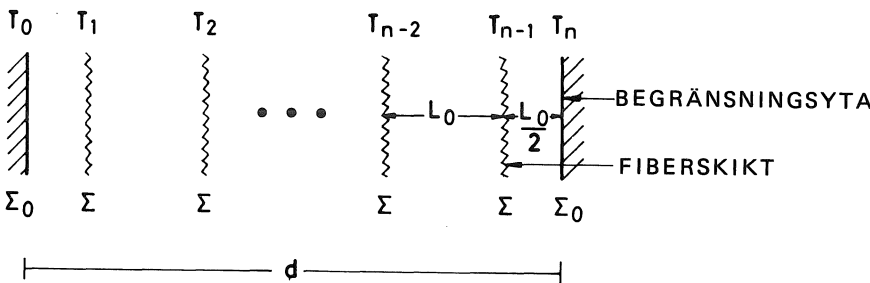 T₀ T₁ T₂ Tₙ₋₂ Tₙ₋₁ Tₙ
BEGRÄNSNINGSYTA
L₀ L₀/2
FIBERSKIKT
Σ₀ Σ Σ Σ Σ Σ₀
d